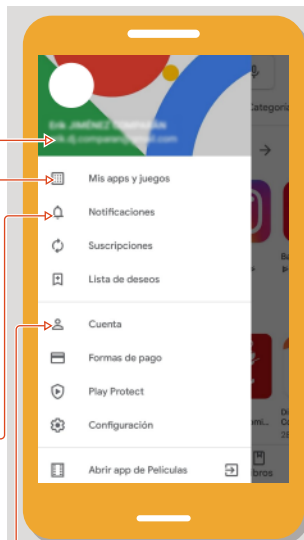 Categoría
Mis apps y juegos
Notificaciones
Suscripciones
Lista de deseos
Cuenta
Formas de pago
Play Protect
Configuración
Abrir app de Películas